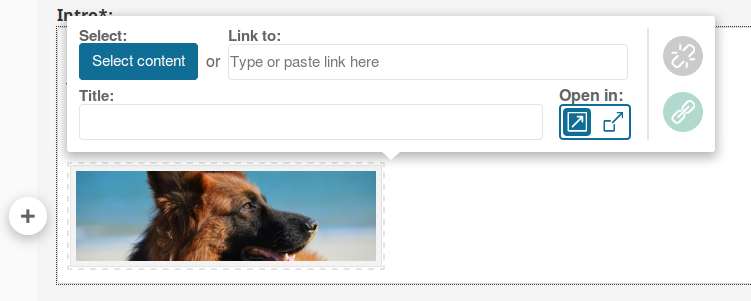 Intro*:
Select:
Link to:
Select content
or
Type or paste link here
Title:
Open in: